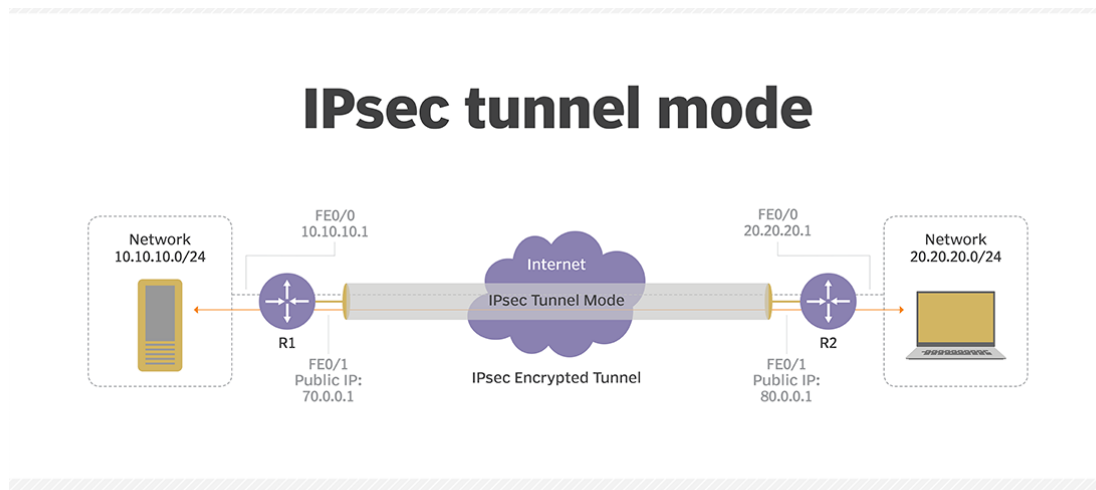 IPsec tunnel mode
FE0/0
10.10.10.1
FE0/0
20.20.20.1
Network
10.10.10.0/24
Internet
Network
20.20.20.0/24
IPsec Tunnel Mode
R1
R2
FE0/1
Public IP:
70.0.0.1
IPsec Encrypted Tunnel
FE0/1
Public IP:
80.0.0.1